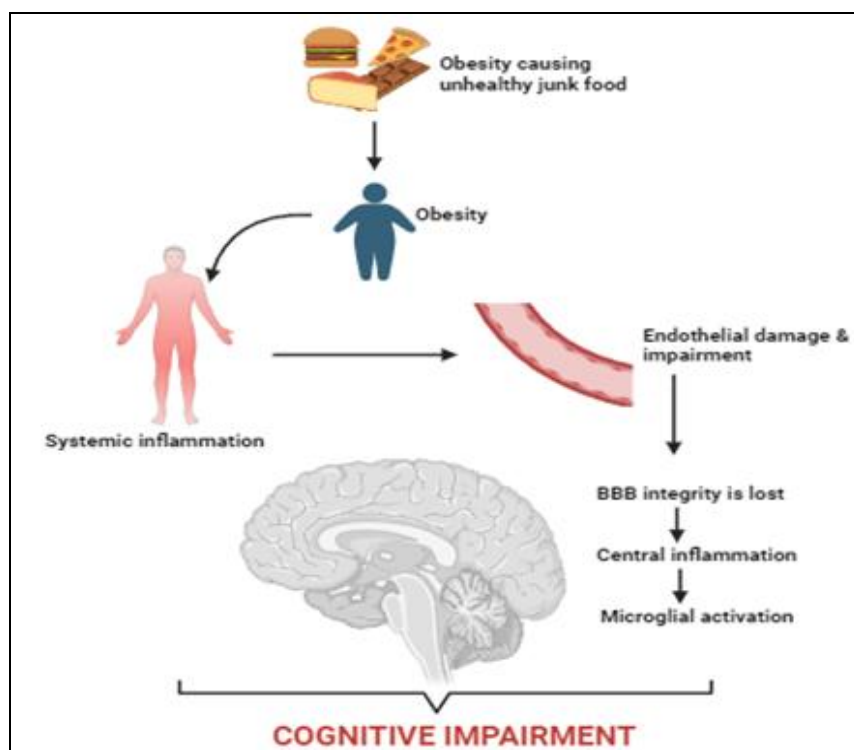 Obesity causing
unhealthy junk food
Obesity
Endothelial damage &
impairment
Systemic inflammation
BBB integrity is lost
Central inflammation
Microglial activation
COGNITIVE IMPAIRMENT